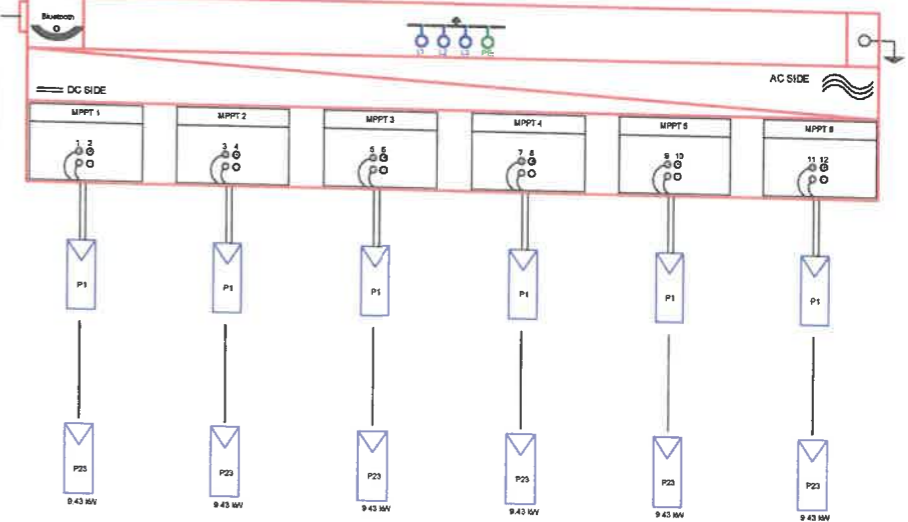 Bluetooth
L1 L2 L3 PE
AC SIDE
DC SIDE
MPPT 1
MPPT 2
MPPT 3
MPPT 4
MPPT 5
MPPT 6
1 2
3 4
5 6
7 8
9 10
11 12
P1
P1
P1
P1
P1
P1
P23
P23
P23
P23
P23
P23
9.43 kW
9.43 kW
9.43 kW
9.43 kW
9.43 kW
9.43 kW